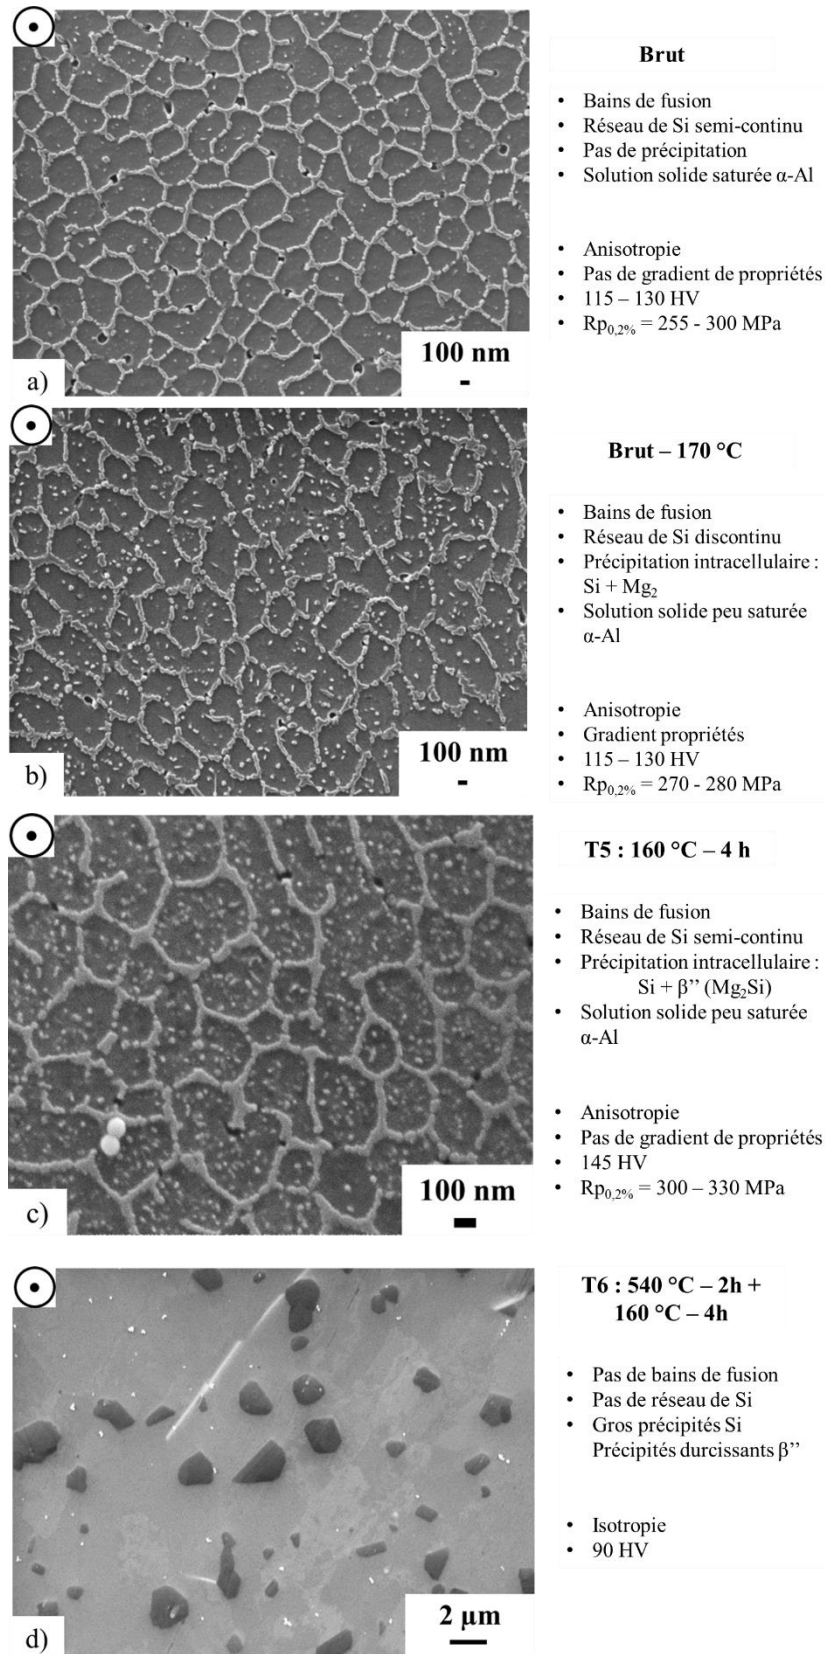 Brut
• Bains de fusion
• Réseau de Si semi-continu
• Pas de précipitation
• Solution solide saturée α-Al
• Anisotropie
• Pas de gradient de propriétés
• 115 – 130 HV
• Rp0,2% = 255 - 300 MPa
100 nm
a)
Brut – 170 °C
• Bains de fusion
• Réseau de Si discontinu
• Précipitation intracellulaire :
Si + Mg2
• Solution solide peu saturée
α-Al
• Anisotropie
• Gradient propriétés
• 115 – 130 HV
• Rp0,2% = 270 - 280 MPa
100 nm
b)
T5 : 160 °C – 4 h
• Bains de fusion
• Réseau de Si semi-continu
• Précipitation intracellulaire :
Si + β’’ (Mg2Si)
• Solution solide peu saturée
α-Al
• Anisotropie
• Pas de gradient de propriétés
• 145 HV
• Rp0,2% = 300 – 330 MPa
100 nm
c)
T6 : 540 °C – 2h +
160 °C – 4h
• Pas de bains de fusion
• Pas de réseau de Si
• Gros précipités Si
Précipités durcissants β’’
• Isotropie
• 90 HV
2 µm
d)